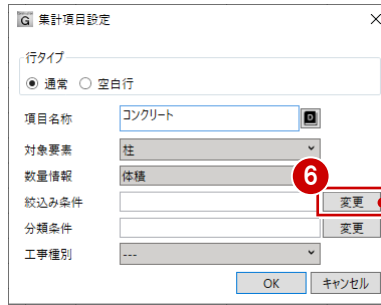 G 集計項目設定
行タイプ
通常 空白行
項目名称 コンクリート D
対象要素 柱
数量情報 体積
6
絞込み条件 変更
分類条件 変更
工事種別 ---
OK キャンセル